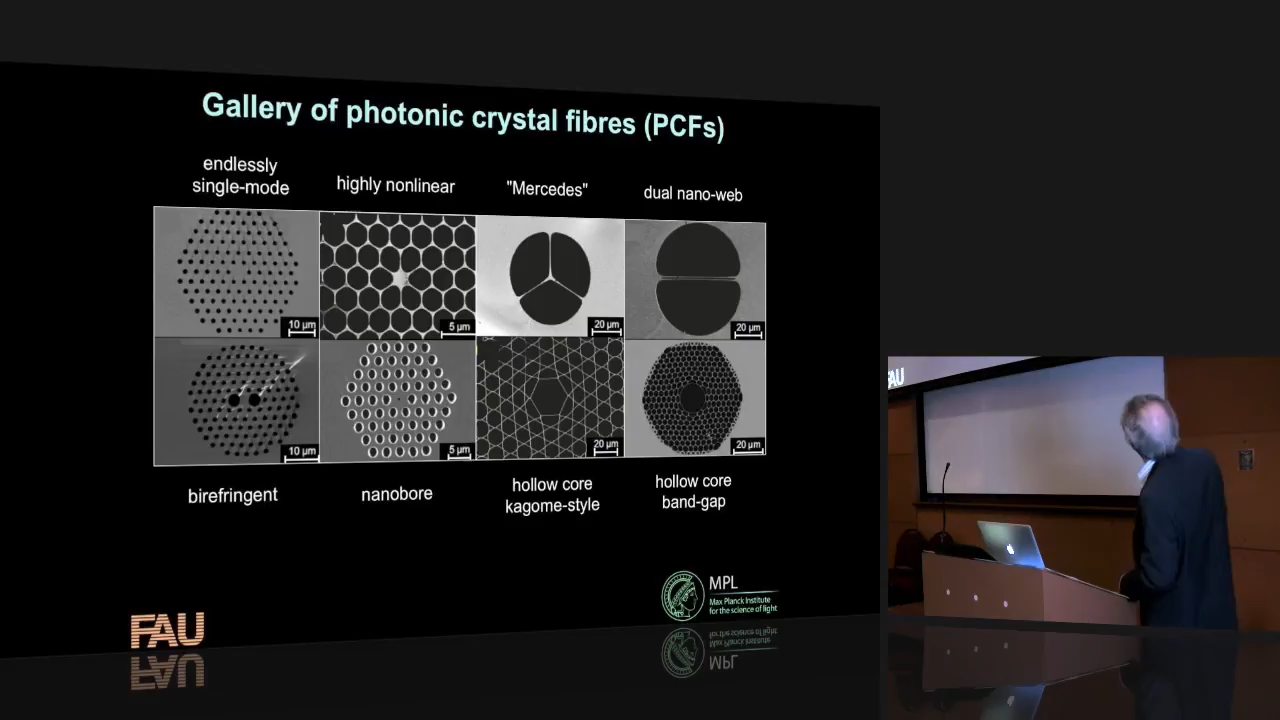 Gallery of photonic crystal fibres (PCFs)
endlessly
single-mode
highly nonlinear
"Mercedes"
dual nano-web
10 µm
5 µm
20 µm
20 µm
10 µm
5 µm
20 µm
20 µm
birefringent
nanobore
hollow core
kagome-style
hollow core
band-gap
MPL
Max Planck Institute
for the science of light
FAU
AU